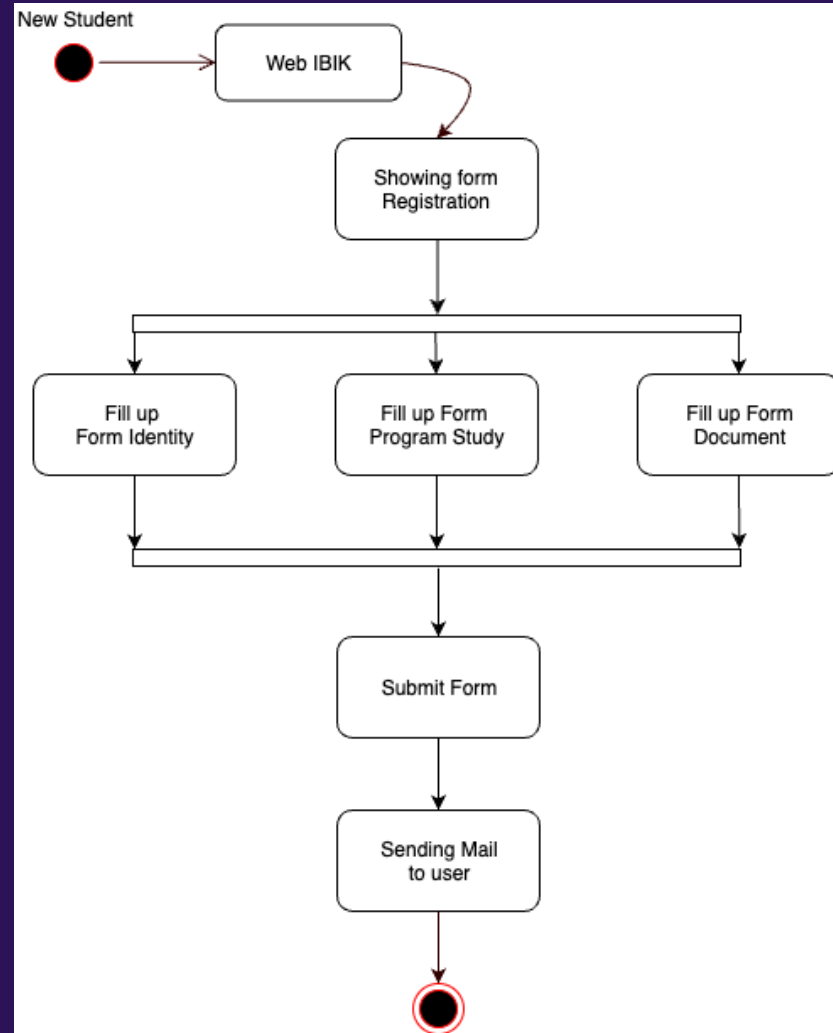 New Student
Web IBIK
Showing form
Registration
Fill up
Form Identity
Fill up Form
Program Study
Fill up Form
Document
Submit Form
Sending Mail
to user